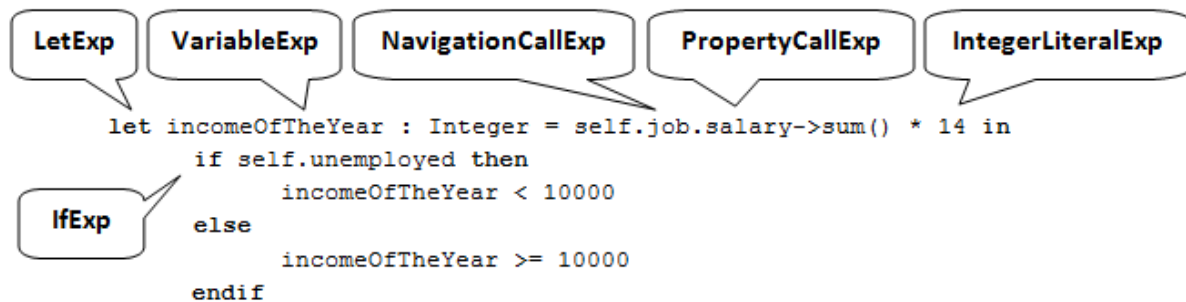 LetExp VariableExp NavigationCallExp PropertyCallExp IntegerLiteralExp
let incomeOfTheYear : Integer = self.job.salary->sum() * 14 in
if self.unemployed then
incomeOfTheYear < 10000
IfExp
else
incomeOfTheYear >= 10000
endif